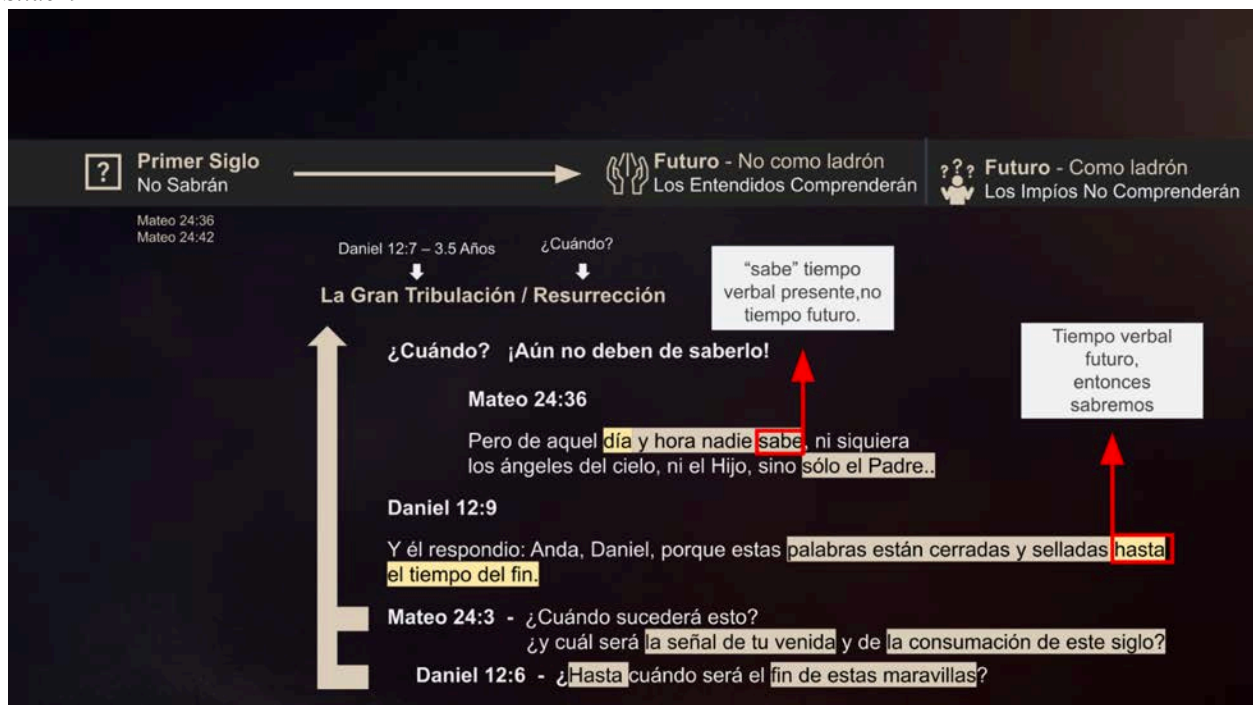 ? Primer Siglo
No Sabrán
Futuro - No como ladrón
Los Entendidos Comprenderán
??? Futuro - Como ladrón
Los Impíos No Comprenderán
Mateo 24:36
Mateo 24:42
Daniel 12:7 – 3.5 Años
¿Cuándo?
La Gran Tribulación / Resurrección
"sabe" tiempo
verbal presente,no
tiempo futuro.
Tiempo verbal
futuro,
entonces
sabremos
¿Cuándo? ¡Aún no deben de saberlo!
Mateo 24:36
Pero de aquel día y hora nadie sabe, ni siquiera
los ángeles del cielo, ni el Hijo, sino sólo el Padre..
Daniel 12:9
Y él respondio: Anda, Daniel, porque estas palabras están cerradas y selladas hasta
el tiempo del fin.
Mateo 24:3 - ¿Cuándo sucederá esto?
¿y cuál será la señal de tu venida y de la consumación de este siglo?
Daniel 12:6 - ¿Hasta cuándo será el fin de estas maravillas?